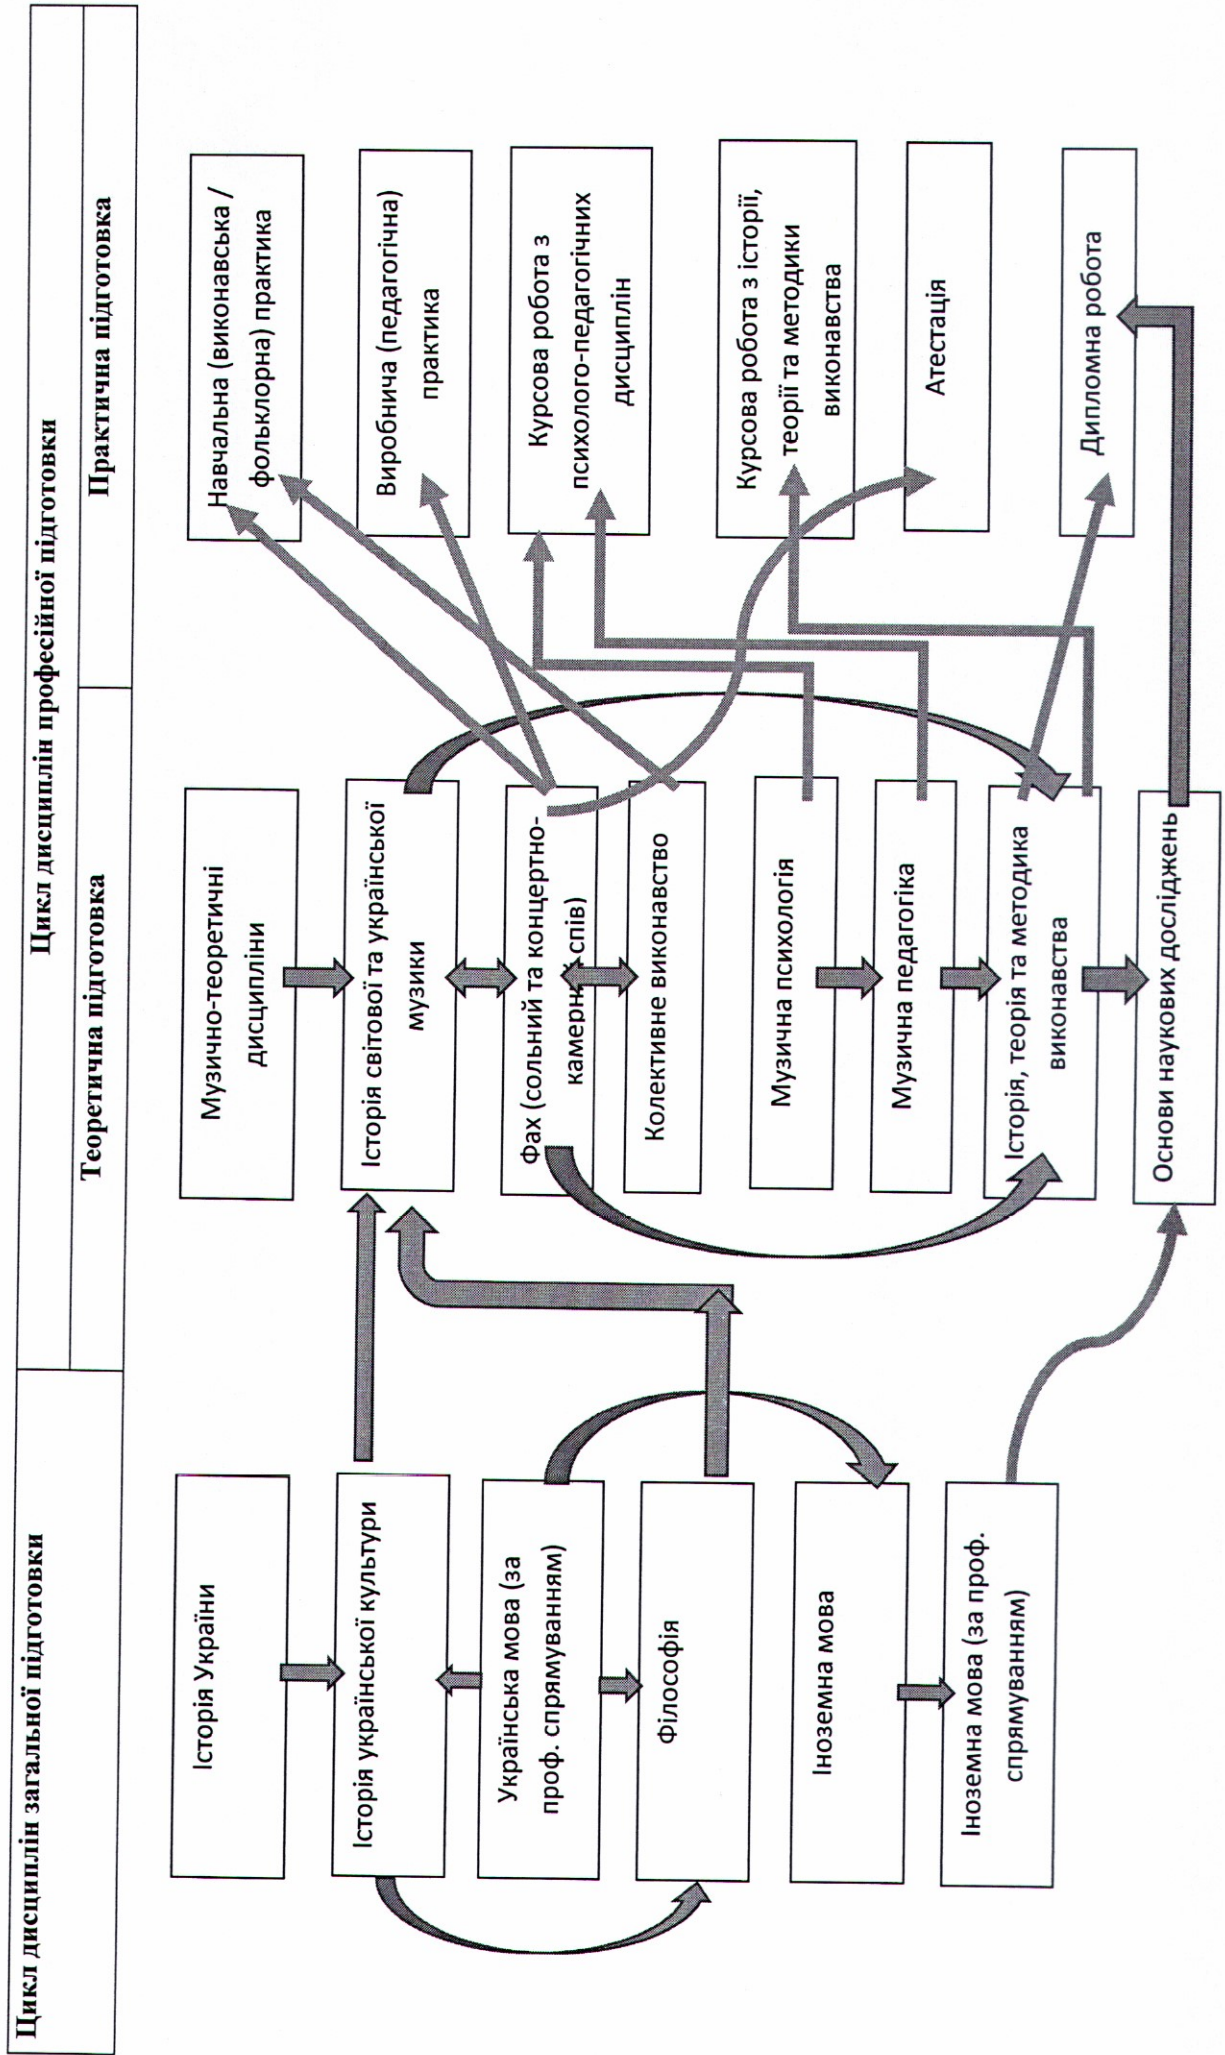 Цикл дисциплін загальної підготовки
Цикл дисциплін професійної підготовки
Теоретична підготовка
Практична підготовка
Історія України
Історія української культури
Українська мова (за
проф. спрямуванням)
Філософія
Іноземна мова
Іноземна мова (за проф.
спрямуванням)
Музично-теоретичні
дисципліни
Історія світової та української
музики
Фах (сольний та концертно-
камерний спів)
Колективне виконавство
Музична психологія
Музична педагогіка
Історія, теорія та методика
виконавства
Основи наукових досліджень
Навчальна (виконавська /
фольклорна) практика
Виробнича (педагогічна)
практика
Курсова робота з
психолого-педагогічних
дисциплін
Курсова робота з історії,
теорії та методики
виконавства
Атестація
Дипломна робота